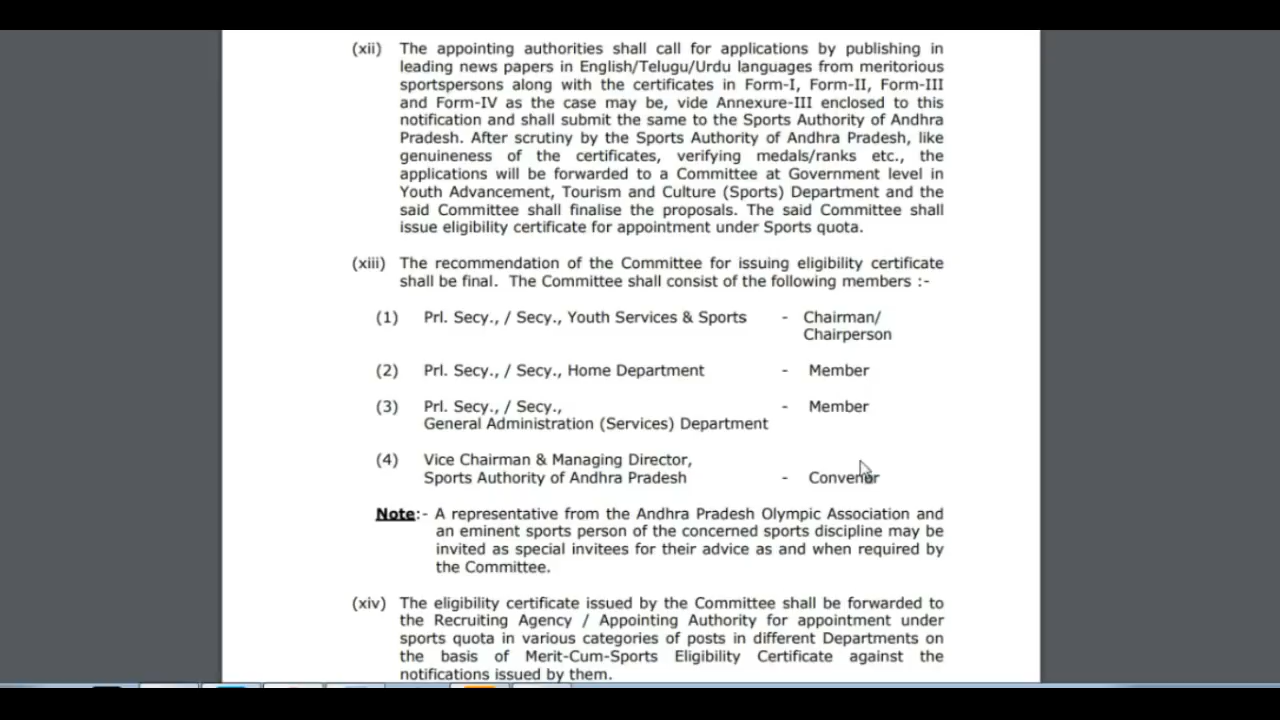 (xii) The appointing authorities shall call for applications by publishing in
leading news papers in English/Telugu/Urdu languages from meritorious
sportspersons along with the certificates in Form-I, Form-II, Form-III
and Form-IV as the case may be, vide Annexure-III enclosed to this
notification and shall submit the same to the Sports Authority of Andhra
Pradesh. After scrutiny by the Sports Authority of Andhra Pradesh, like
genuineness of the certificates, verifying medals/ranks etc., the
applications will be forwarded to a Committee at Government level in
Youth Advancement, Tourism and Culture (Sports) Department and the
said Committee shall finalise the proposals. The said Committee shall
issue eligibility certificate for appointment under Sports quota.
(xiii) The recommendation of the Committee for issuing eligibility certificate
shall be final. The Committee shall consist of the following members :-
(1) Prl. Secy., / Secy., Youth Services & Sports - Chairman/
Chairperson
(2) Prl. Secy., / Secy., Home Department - Member
(3) Prl. Secy., / Secy., - Member
General Administration (Services) Department
(4) Vice Chairman & Managing Director,
Sports Authority of Andhra Pradesh - Convenor
Note:- A representative from the Andhra Pradesh Olympic Association and
an eminent sports person of the concerned sports discipline may be
invited as special invitees for their advice as and when required by
the Committee.
(xiv) The eligibility certificate issued by the Committee shall be forwarded to
the Recruiting Agency / Appointing Authority for appointment under
sports quota in various categories of posts in different Departments on
the basis of Merit-Cum-Sports Eligibility Certificate against the
notifications issued by them.